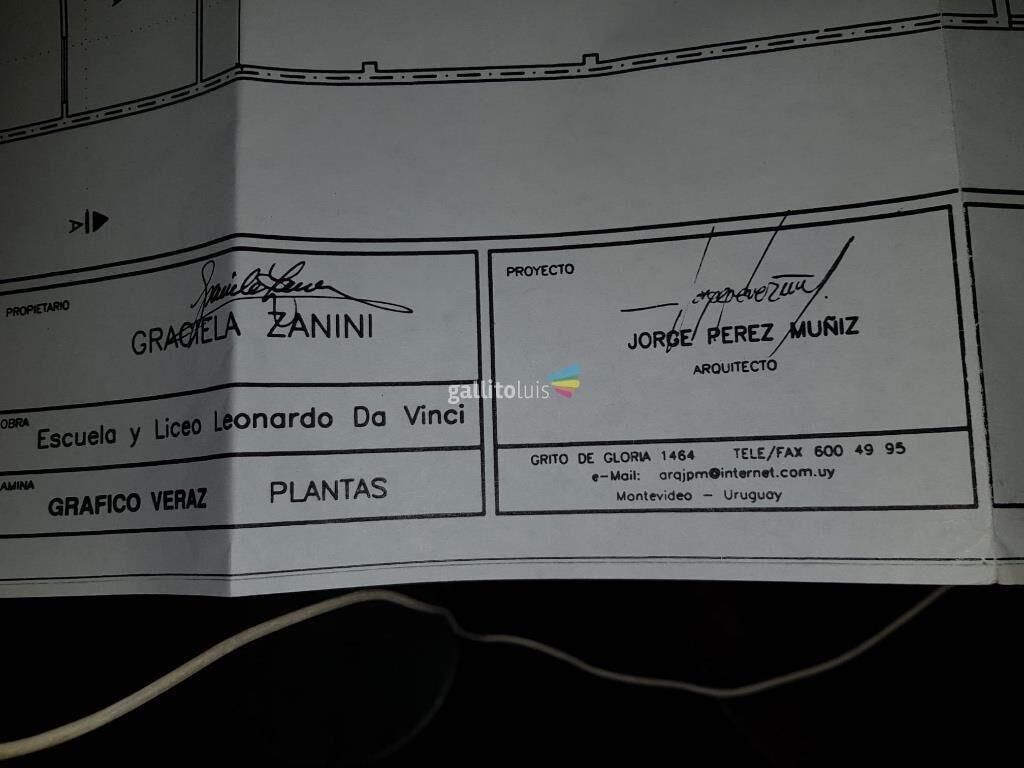 A
PROPIETARIO
GRACIELA ZANINI
OBRA
Escuela y Liceo Leonardo Da Vinci
AMINA
GRAFICO VERAZ PLANTAS
PROYECTO
JORGE PEREZ MUÑIZ
ARQUITECTO
GRITO DE GLORIA 1464 TELE/FAX 600 49 95
e-Mail: arqjpm@internet.com.uy
Montevideo - Uruguay
gallitoluis